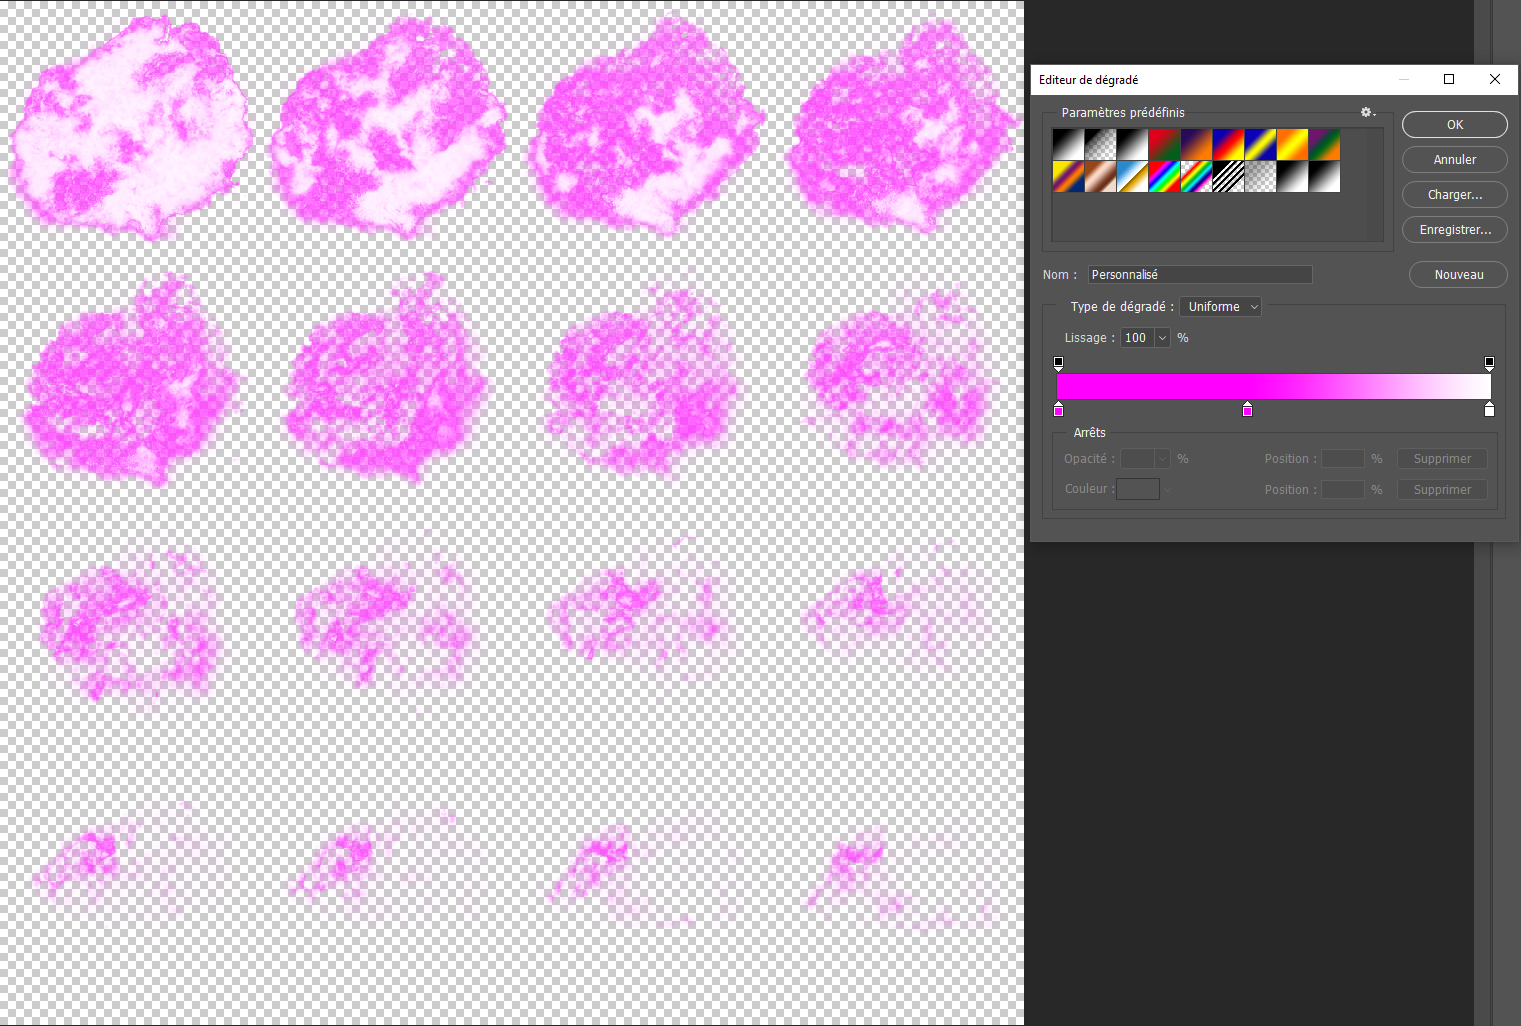 Editeur de dégradé
Paramètres prédéfinis
OK
Annuler
Charger...
Enregistrer...
Nom : Personnalisé
Nouveau
Type de dégradé : Uniforme
Lissage : 100 %
Arrêts
Opacité : % Position : % Supprimer
Couleur : Position : % Supprimer